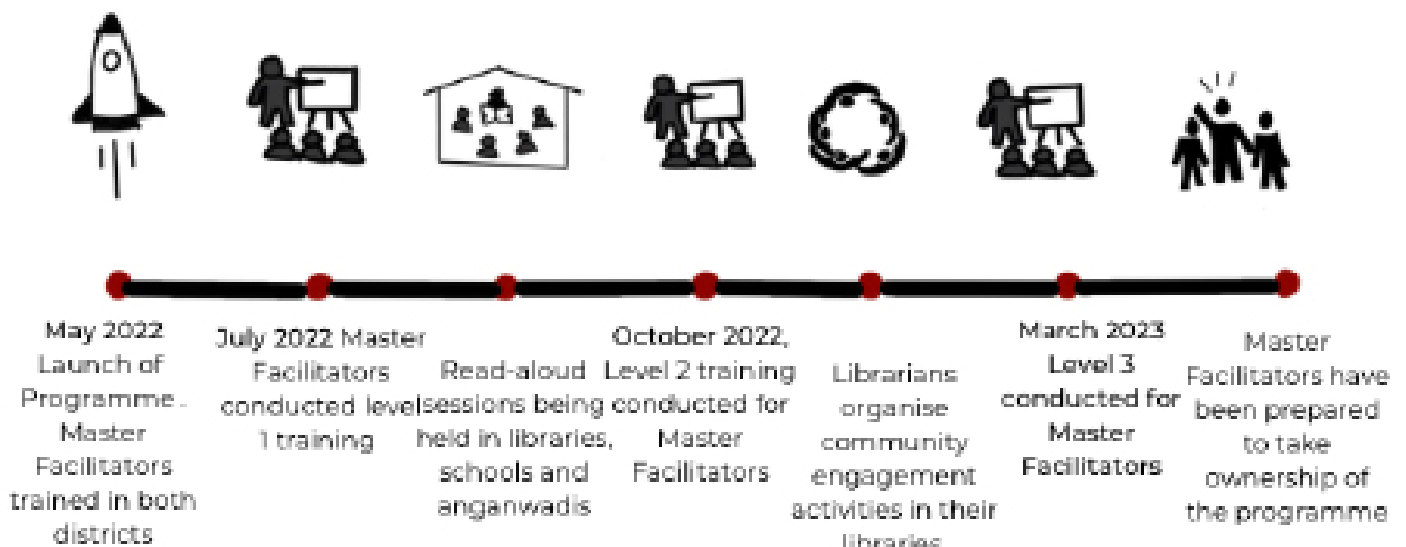 May 2022
Launch of
Programme.
Master
Facilitators
trained in both
districts
July 2022 Master
Facilitators
conducted level
1 training
Read-aloud
sessions being
held in libraries,
schools and
anganwadis
October 2022,
Level 2 training
conducted for
Master
Facilitators
Librarians
organise
community
engagement
activities in their
libraries
March 2023
Level 3
conducted for
Master
Facilitators
Master
Facilitators have
been prepared
to take
ownership of
the programme